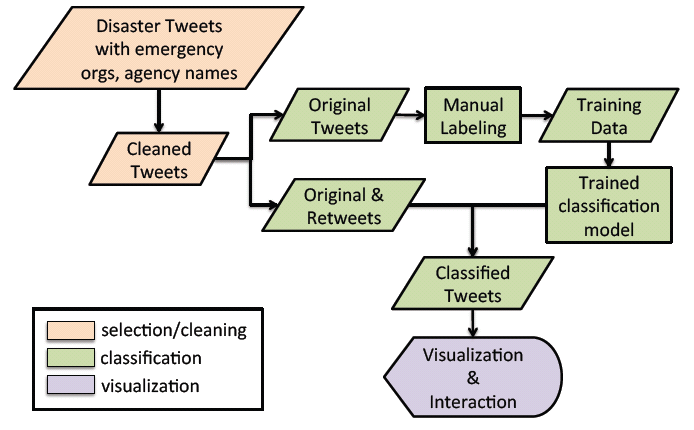 Disaster Tweets
with emergency
orgs, agency names
Original
Tweets
Manual
Labeling
Training
Data
Cleaned
Tweets
Original &
Retweets
Trained
classification
model
Classified
Tweets
Visualization
&
Interaction
selection/cleaning
classification
visualization